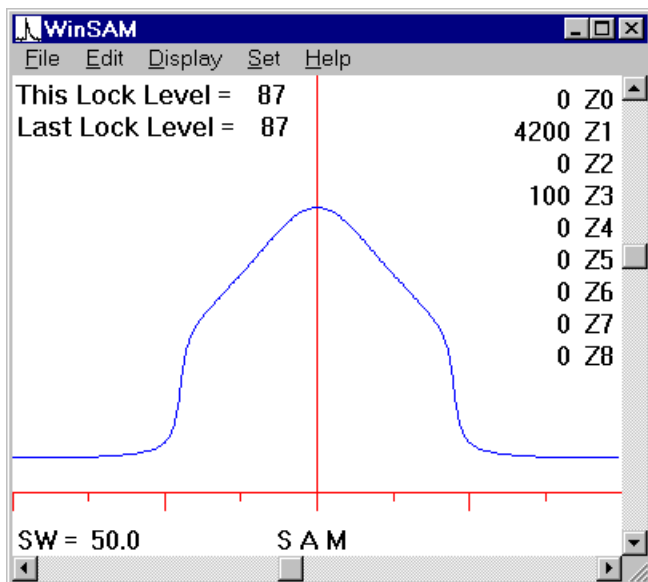 WinSAM
File Edit Display Set Help
This Lock Level = 87
Last Lock Level = 87
0 Z0
4200 Z1
0 Z2
100 Z3
0 Z4
0 Z5
0 Z6
0 Z7
0 Z8
SW = 50.0
S A M